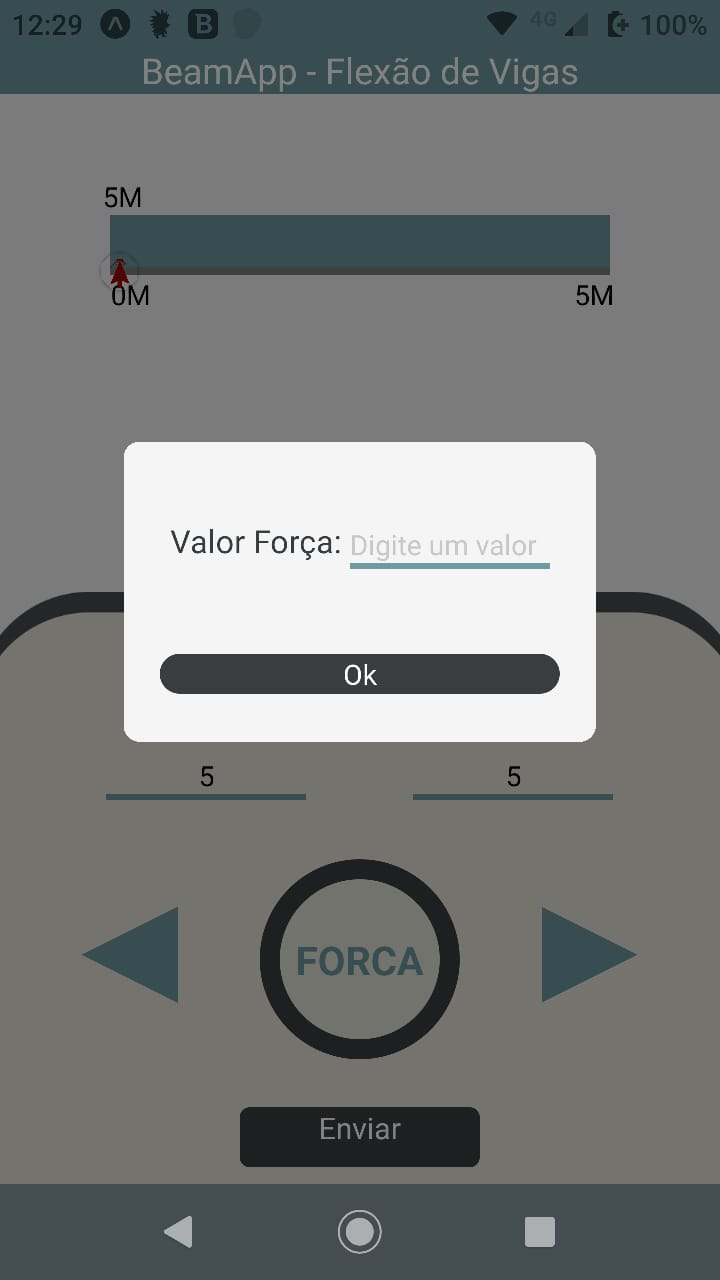 12:29 B 4G 100%
BeamApp - Flexão de Vigas
5M
0M 5M
Valor Força: Digite um valor
Ok
5 5
FORCA
Enviar